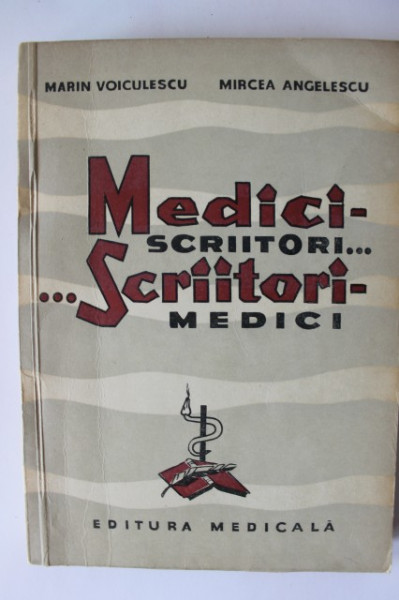 MARIN VOICULESCU MIRCEA ANGELESCU
Medici-
SCRIITORI...
...Scriitori-
MEDICI
EDITURA MEDICALĂ